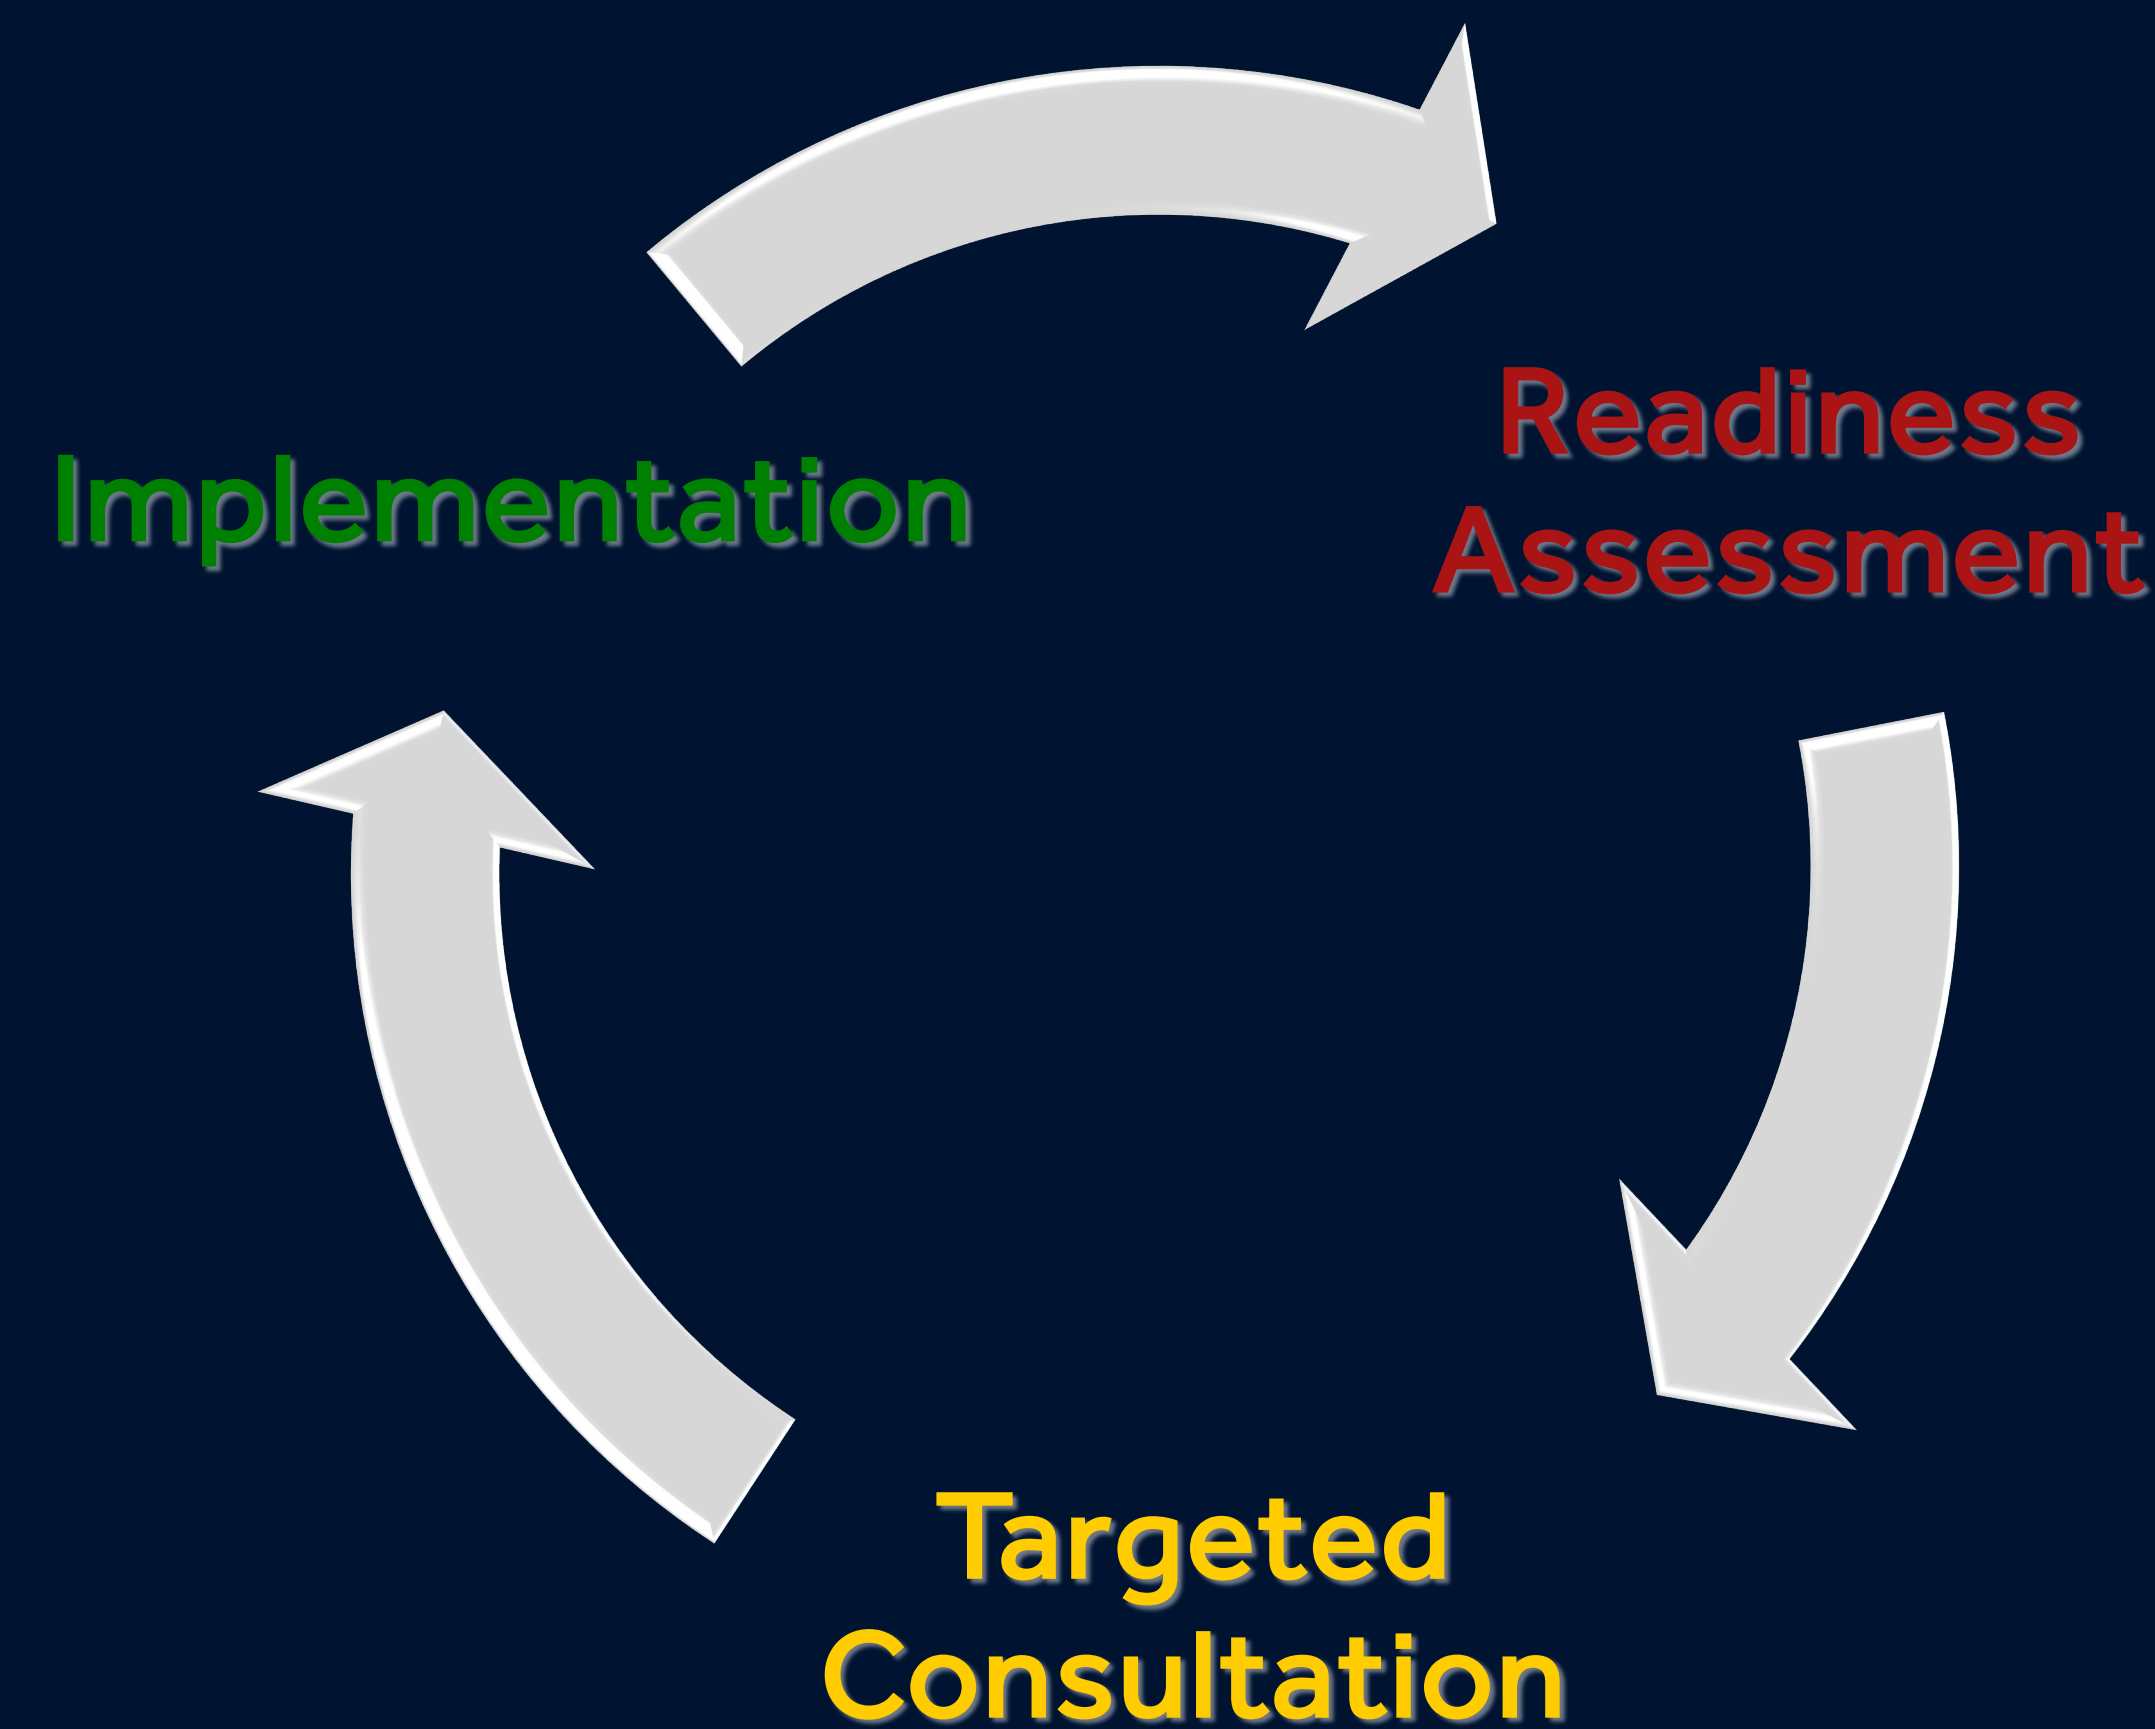 Implementation
Readiness
Assessment
Targeted
Consultation